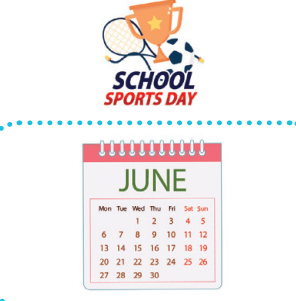 SCHOOL
SPORTS DAY
JUNE
Mon Tue Wed Thu Fri Sat Sun
1 2 3 4 5
6 7 8 9 10 11 12
13 14 15 16 17 18 19
20 21 22 23 24 25 26
27 28 29 30